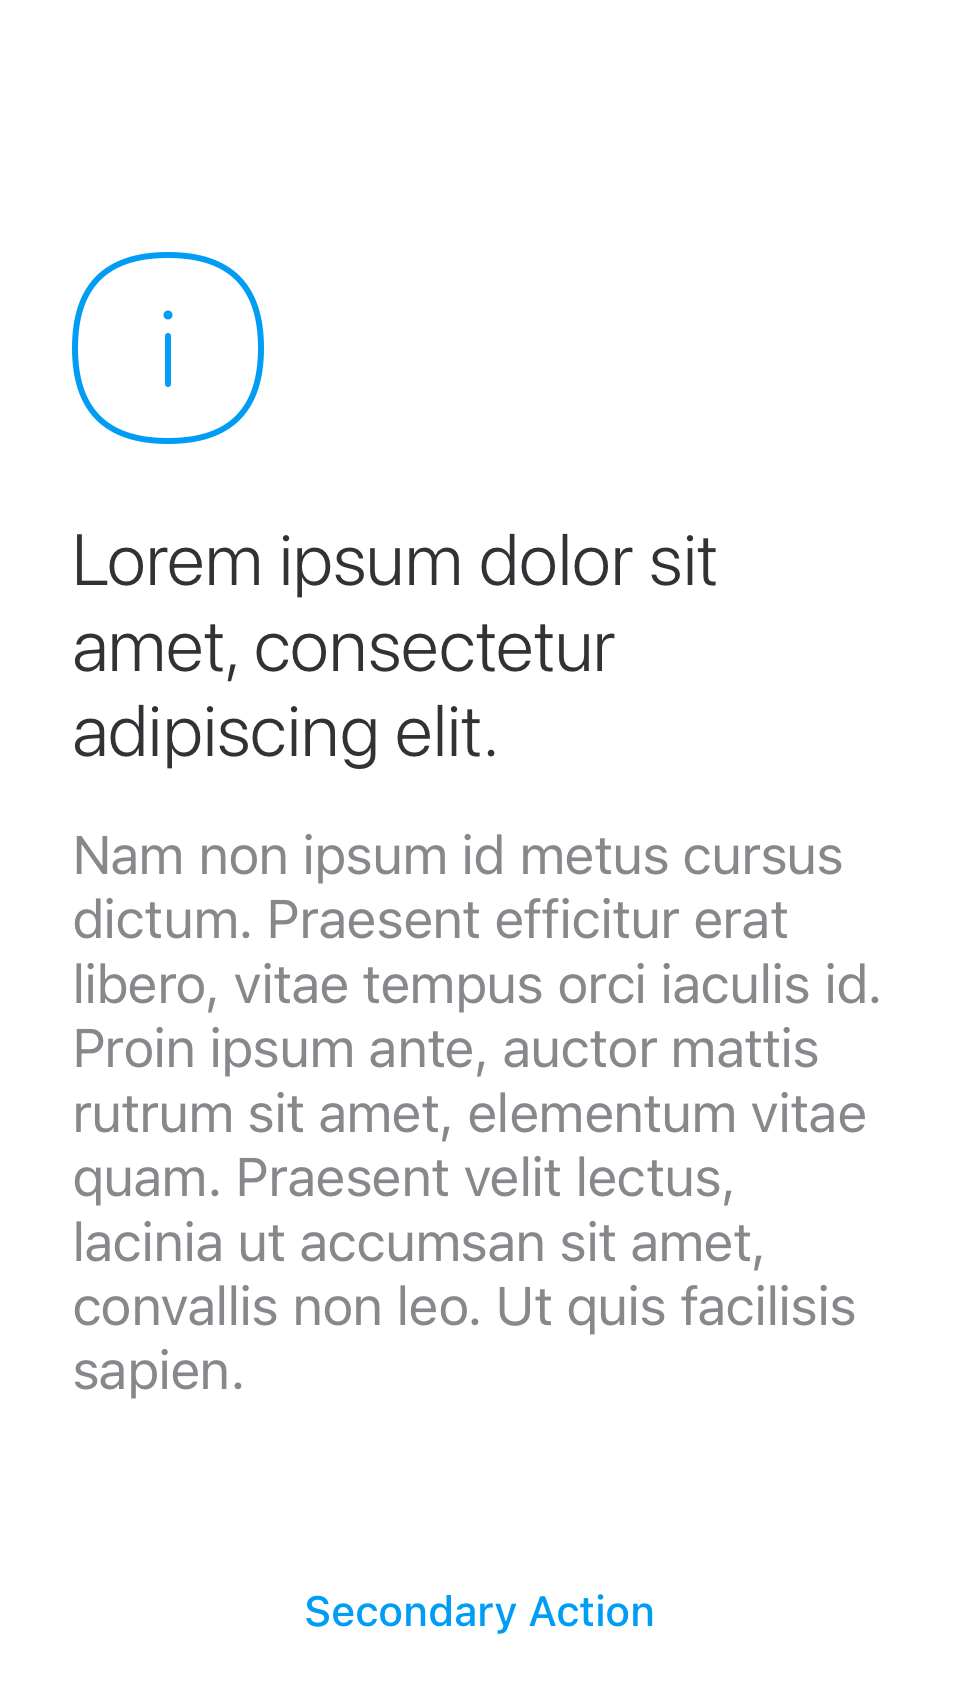 Lorem ipsum dolor sit
amet, consectetur
adipiscing elit.
Nam non ipsum id metus cursus
dictum. Praesent efficitur erat
libero, vitae tempus orci iaculis id.
Proin ipsum ante, auctor mattis
rutrum sit amet, elementum vitae
quam. Praesent velit lectus,
lacinia ut accumsan sit amet,
convallis non leo. Ut quis facilisis
sapien.
Secondary Action